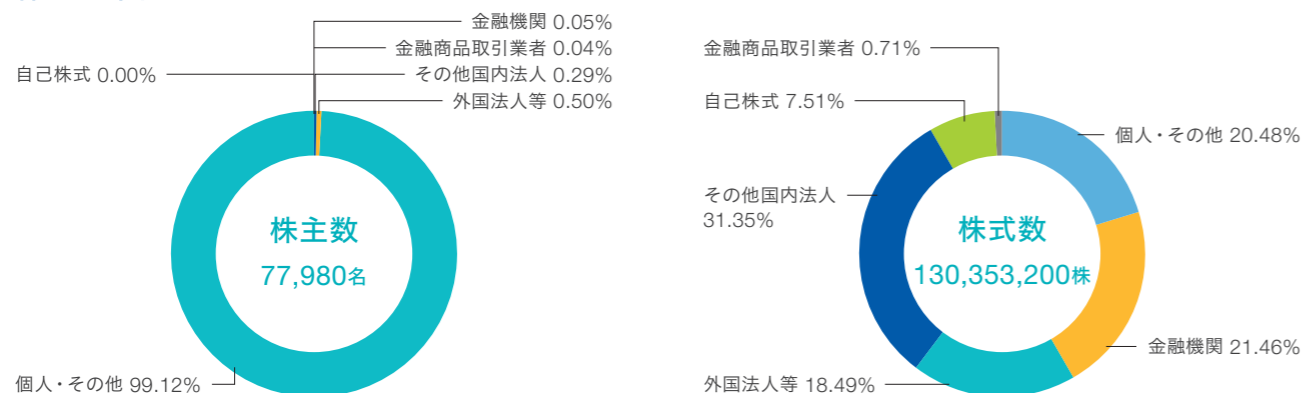 金融機関 0.05%
金融商品取引業者 0.04%
自己株式 0.00%
その他国内法人 0.29%
外国法人等 0.50%
株主数
77,980名
個人・その他 99.12%
金融商品取引業者 0.71%
自己株式 7.51%
個人・その他 20.48%
その他国内法人
31.35%
株式数
130,353,200株
金融機関 21.46%
外国法人等 18.49%